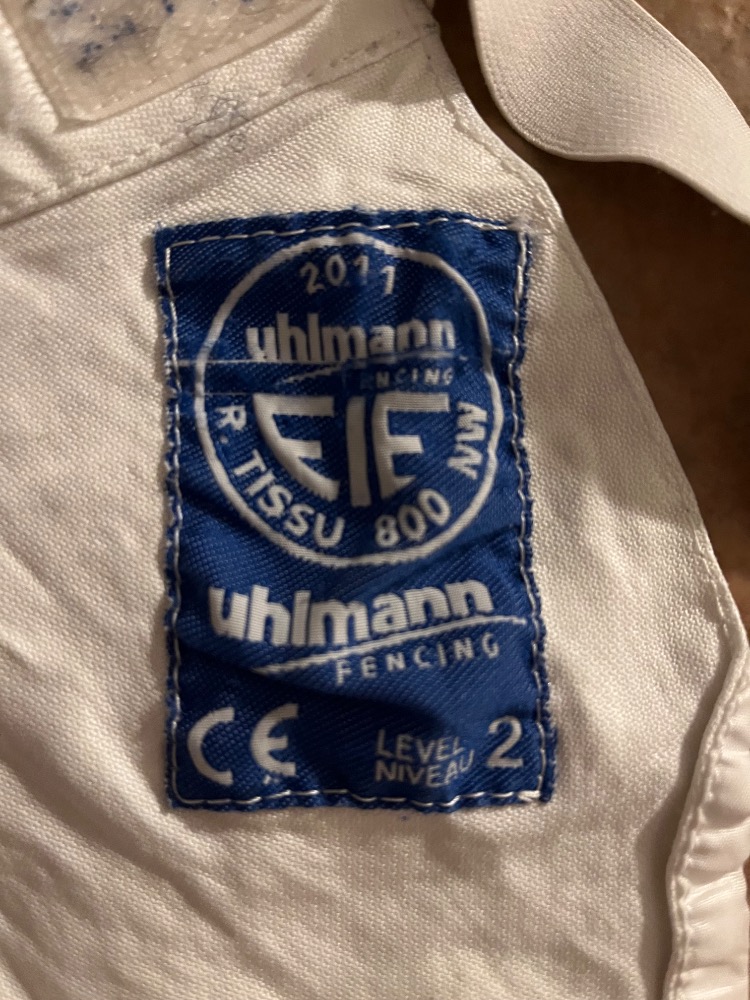 2011
uhlmann
FENCING
FIE
R. TISSU 800 NW
uhlmann
FENCING
CE
LEVEL 2
NIVEAU